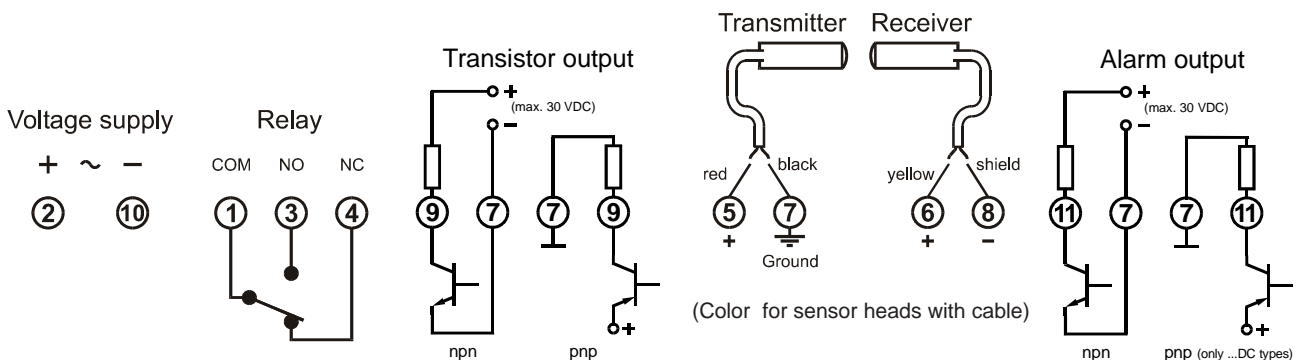 Voltage supply
+ ~ −
2 10
Relay
COM NO NC
1 3 4
Transistor output
+
(max. 30 VDC)
−
9 7 7 9
+
npn pnp
Transmitter Receiver
red black yellow shield
5 7 6 8
+ + −
Ground
(Color for sensor heads with cable)
Alarm output
+
(max. 30 VDC)
−
11 7 7 11
+
npn pnp (only ...DC types)